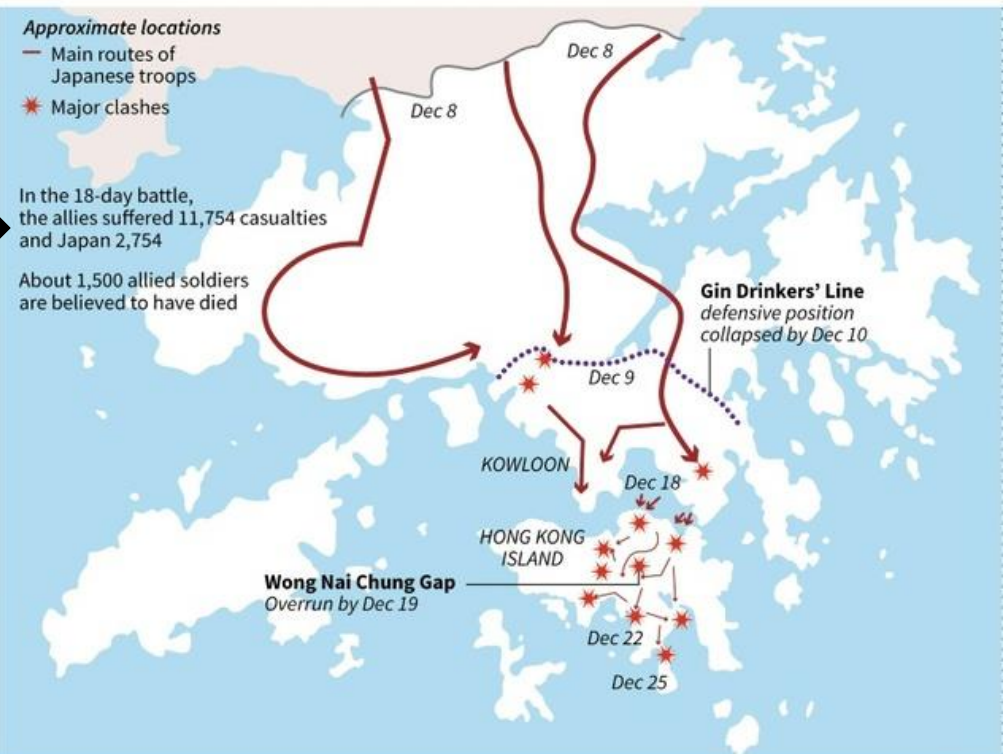 Approximate locations
Main routes of
Japanese troops
Major clashes
Dec 8
Dec 8
In the 18-day battle,
the allies suffered 11,754 casualties
and Japan 2,754
About 1,500 allied soldiers
are believed to have died
Gin Drinkers' Line
defensive position
collapsed by Dec 10
Dec 9
KOWLOON
Dec 18
HONG KONG
ISLAND
Wong Nai Chung Gap
Overrun by Dec 19
Dec 22
Dec 25